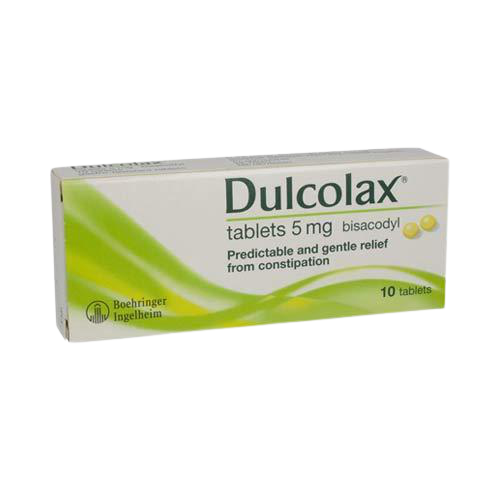 Dulcolax®
tablets 5 mg bisacodyl
Predictable and gentle relief
from constipation
10 tablets
Boehringer
Ingelheim